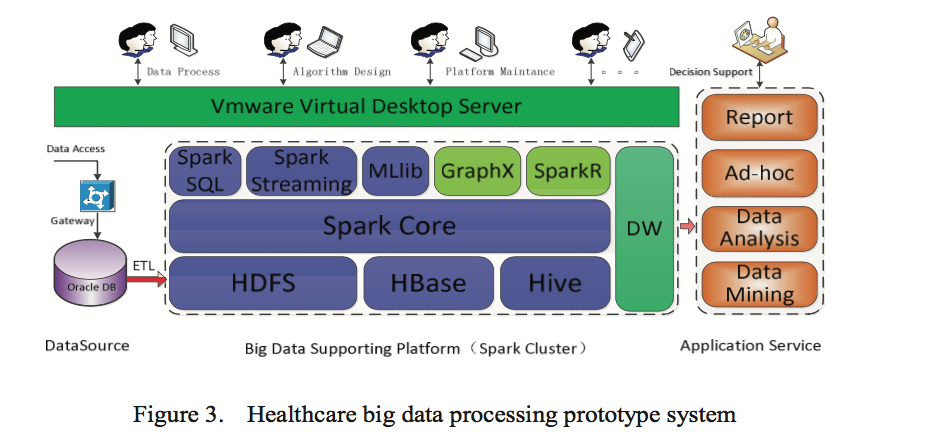 Data Process
Algorithm Design
Platform Maintance
Decision Support
Vmware Virtual Desktop Server
Report
Ad-hoc
Data
Analysis
Data
Mining
Data Access
Gateway
Oracle DB
ETL
Spark
SQL
Spark
Streaming
MLlib
GraphX
SparkR
Spark Core
DW
HDFS
HBase
Hive
DataSource
Big Data Supporting Platform（Spark Cluster）
Application Service
Figure 3. Healthcare big data processing prototype system